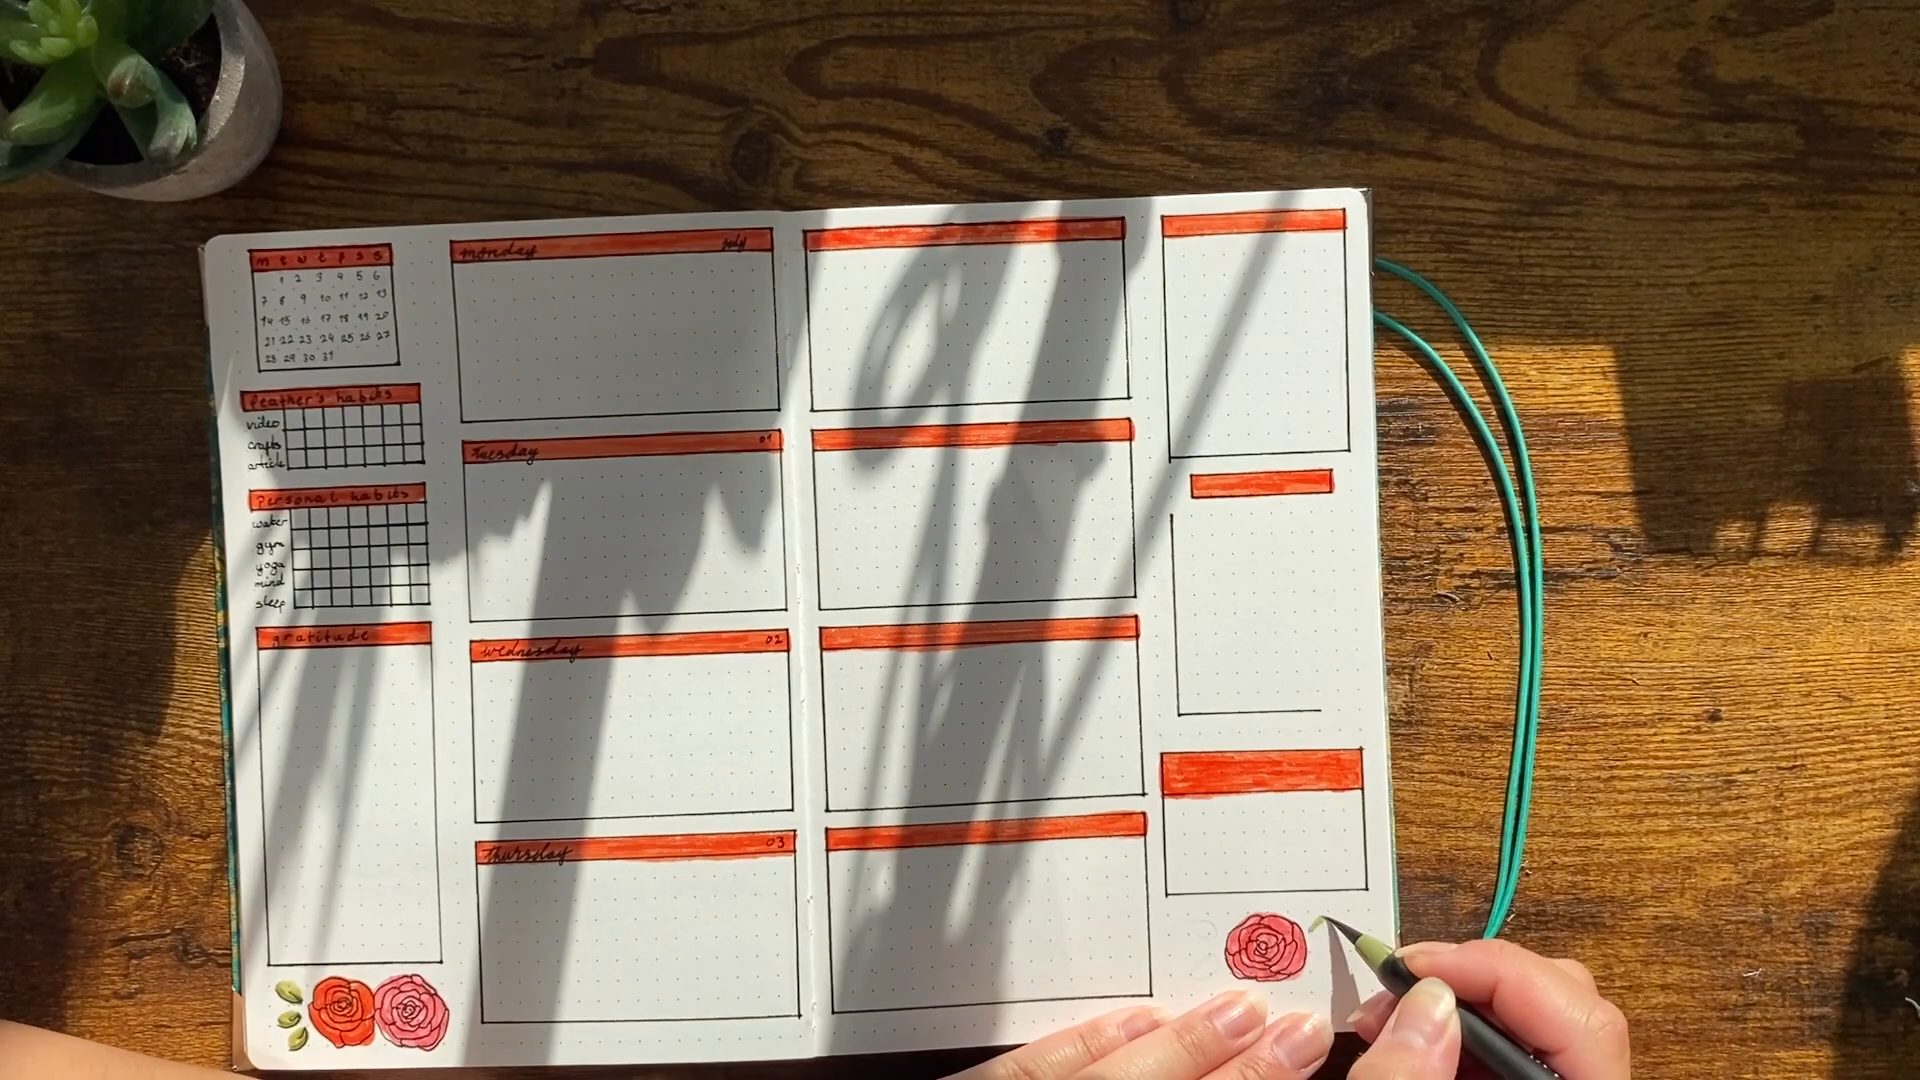 m t w t f s s
1 2 3 4 5 6
7 8 9 10 11 12 13
14 15 16 17 18 19 20
21 22 23 24 25 26 27
28 29 30 31
feather's habits
video
crafts
article
Personal habits
water
gym
yoga
mind
sleep
gratitude
monday july
Tuesday 01
wednesday 02
Thursday 03